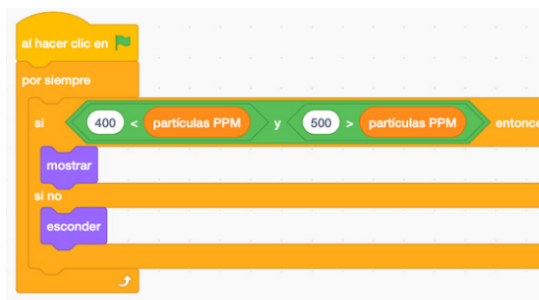 al hacer clic en
por siempre
si 400 < partículas PPM y 500 > partículas PPM entonce
mostrar
si no
esconder